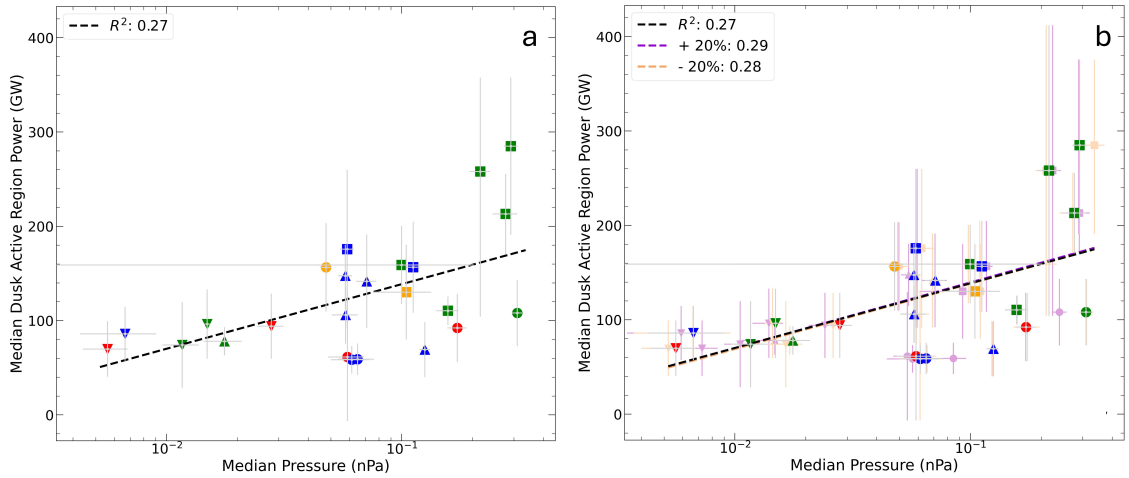 R²: 0.27
a
400
300
200
100
0
10⁻²
10⁻¹
Median Pressure (nPa)
Median Dusk Active Region Power (GW)
R²: 0.27
+ 20%: 0.29
- 20%: 0.28
b
400
300
200
100
0
10⁻²
10⁻¹
Median Pressure (nPa)
Median Dusk Active Region Power (GW)